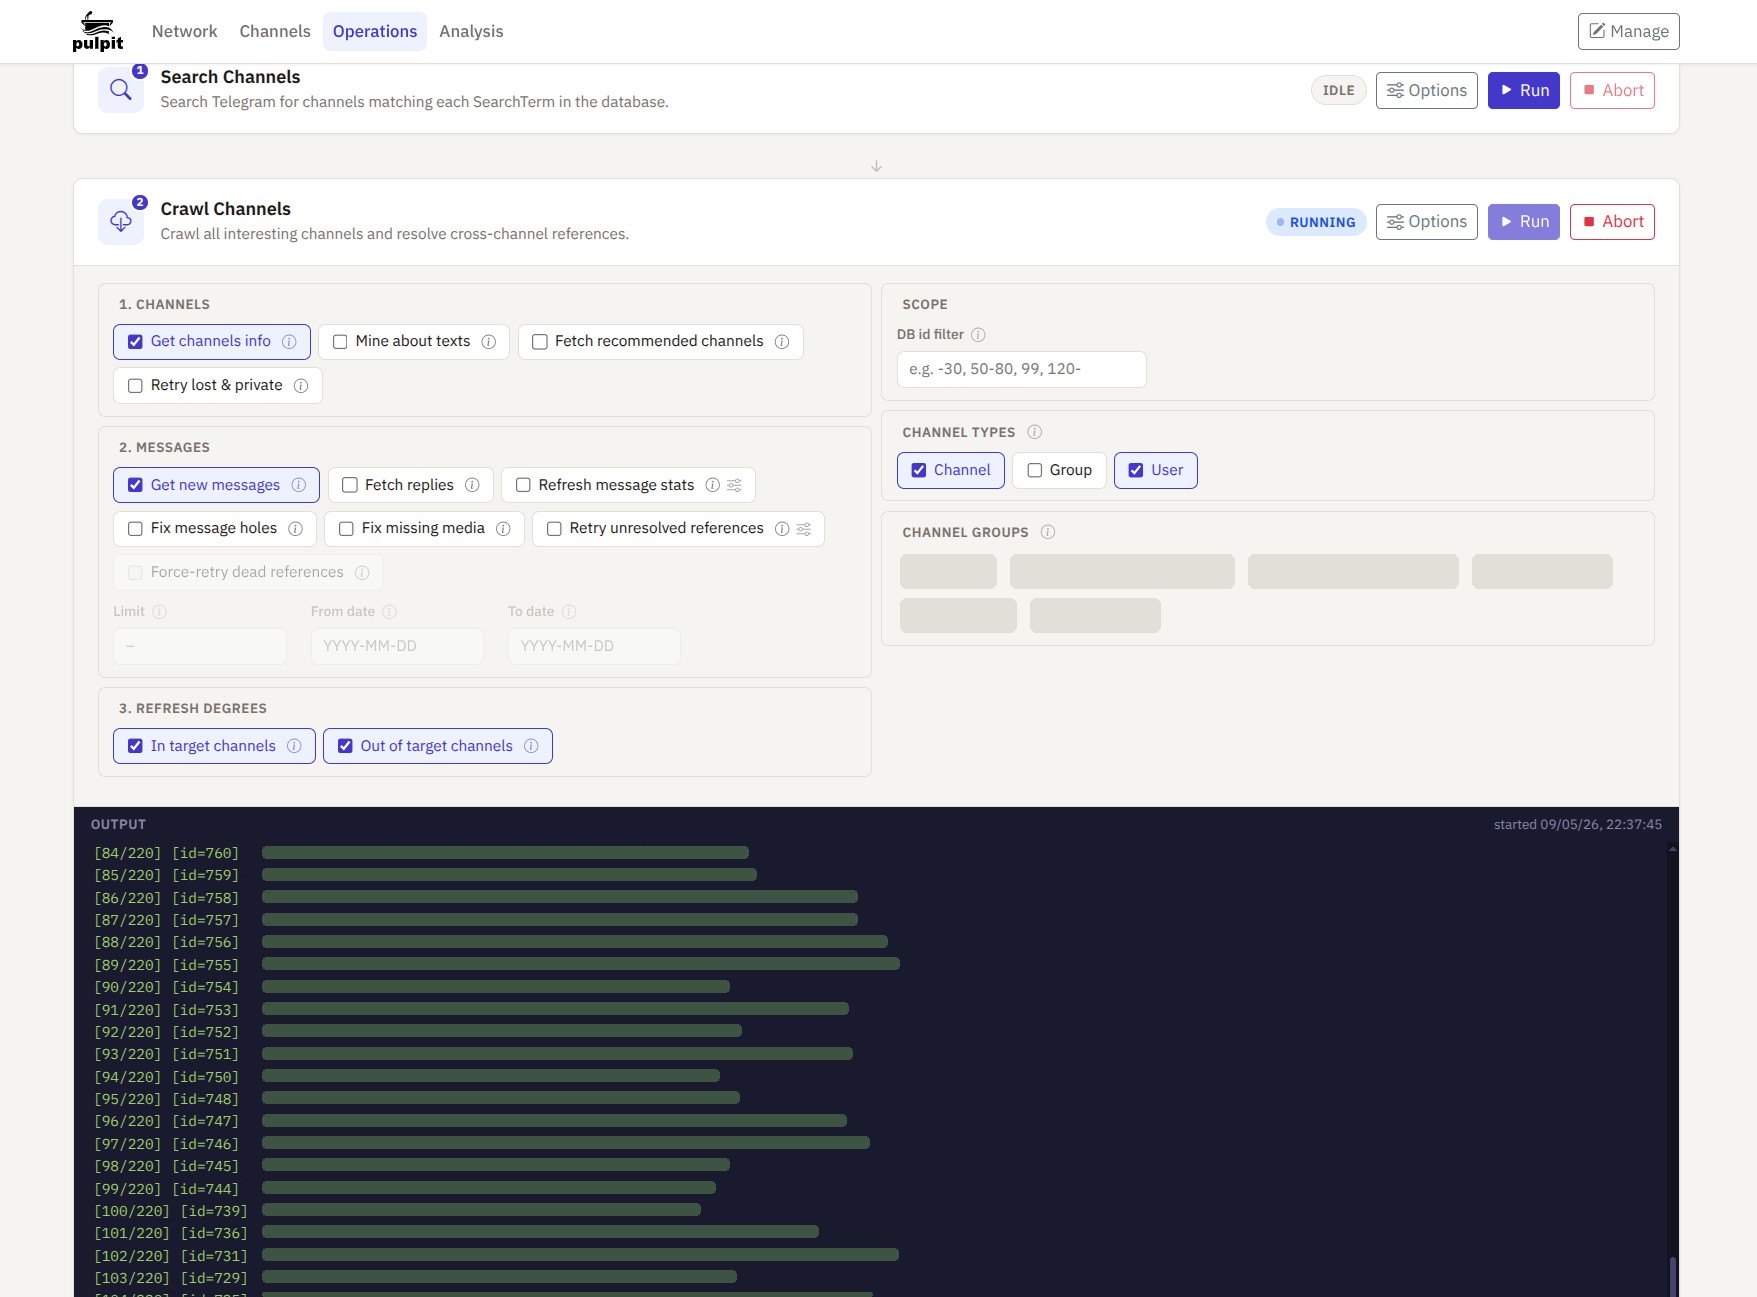 pulpit
Network Channels Operations Analysis Manage
1
Search Channels
Search Telegram for channels matching each SearchTerm in the database.
IDLE Options Run Abort
2
Crawl Channels
Crawl all interesting channels and resolve cross-channel references.
RUNNING Options Run Abort
1. CHANNELS
Get channels info Mine about texts Fetch recommended channels
Retry lost & private
2. MESSAGES
Get new messages Fetch replies Refresh message stats
Fix message holes Fix missing media Retry unresolved references
Force-retry dead references
Limit From date To date
– YYYY-MM-DD YYYY-MM-DD
3. REFRESH DEGREES
In target channels Out of target channels
SCOPE
DB id filter
e.g. -30, 50-80, 99, 120-
CHANNEL TYPES
Channel Group User
CHANNEL GROUPS
OUTPUT started 09/05/26, 22:37:45
[84/220] [id=760]
[85/220] [id=759]
[86/220] [id=758]
[87/220] [id=757]
[88/220] [id=756]
[89/220] [id=755]
[90/220] [id=754]
[91/220] [id=753]
[92/220] [id=752]
[93/220] [id=751]
[94/220] [id=750]
[95/220] [id=748]
[96/220] [id=747]
[97/220] [id=746]
[98/220] [id=745]
[99/220] [id=744]
[100/220] [id=739]
[101/220] [id=736]
[102/220] [id=731]
[103/220] [id=729]